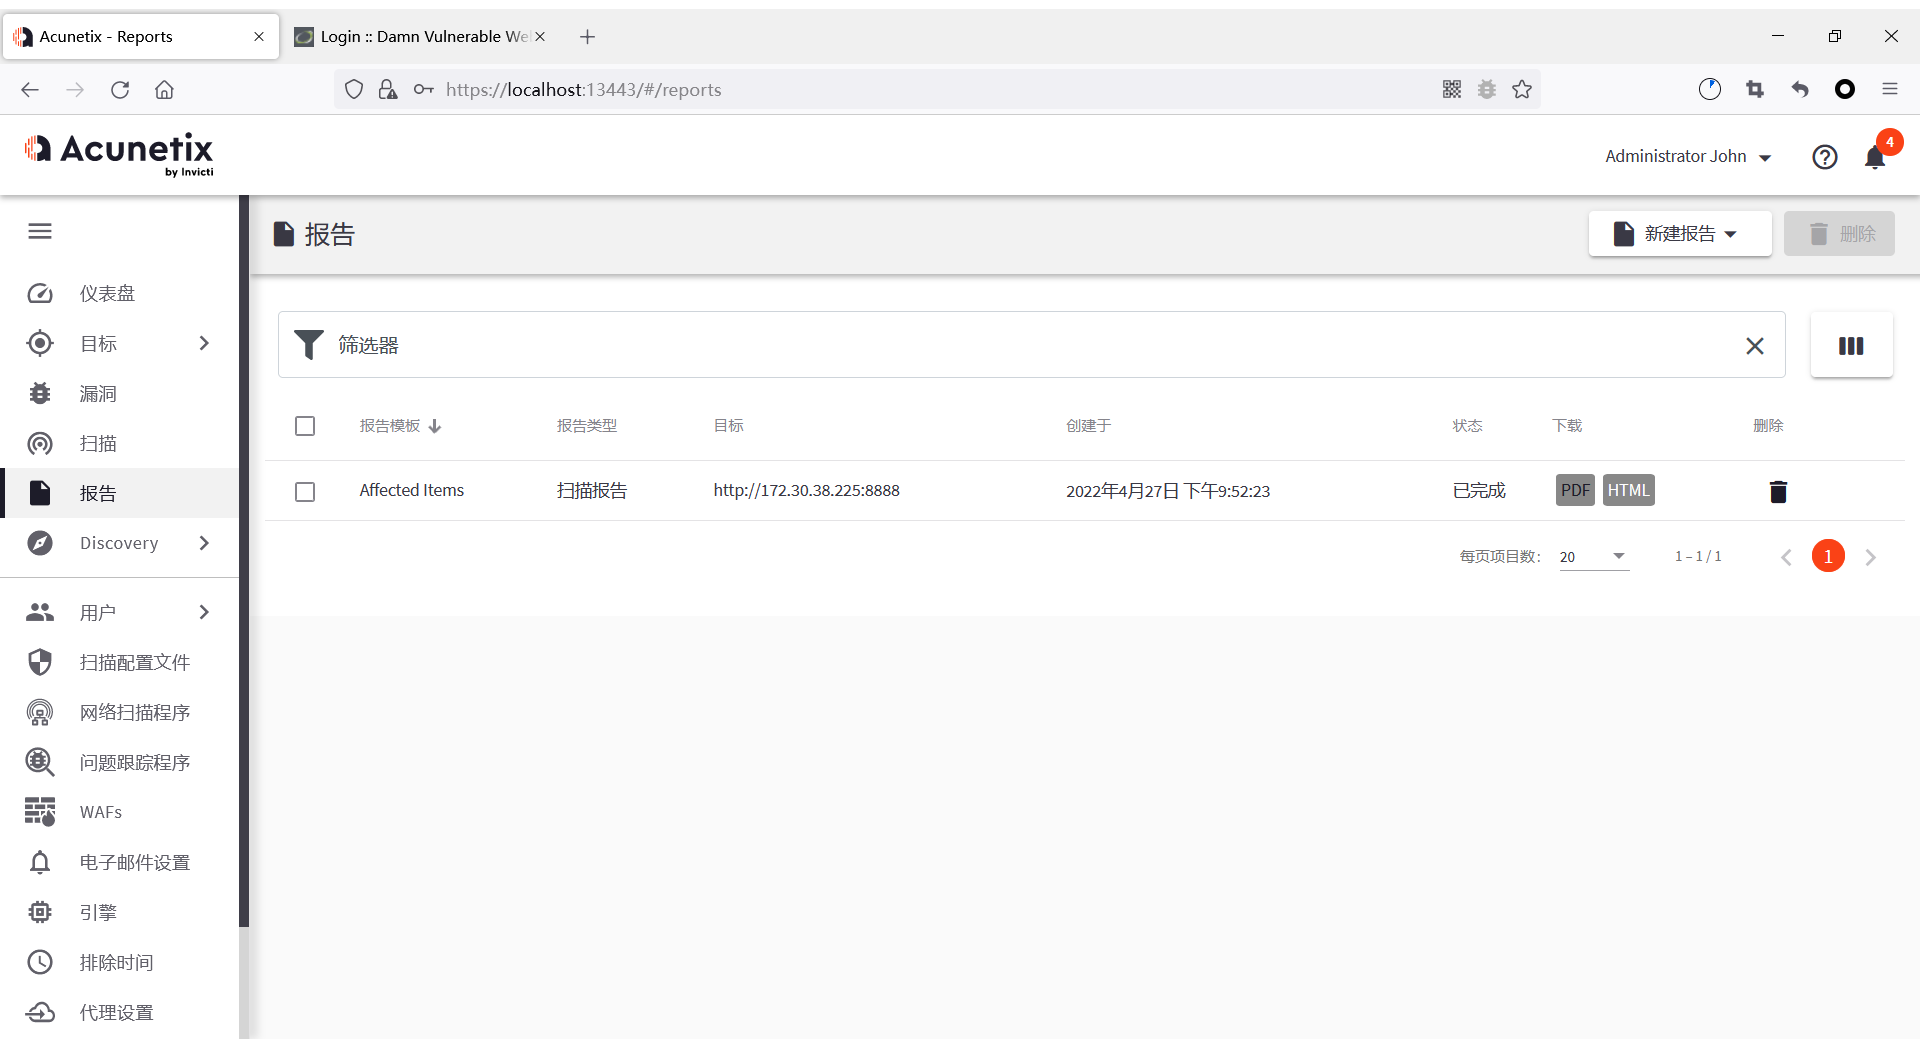 Acunetix - Reports
Login :: Damn Vulnerable We
https://localhost:13443/#/reports
Acunetix
by Invicti
Administrator John
4
报告
新建报告
删除
仪表盘
目标
漏洞
扫描
报告
Discovery
用户
扫描配置文件
网络扫描程序
问题跟踪程序
WAFs
电子邮件设置
引擎
排除时间
代理设置
筛选器
报告模板 报告类型 目标 创建于 状态 下载 删除
Affected Items 扫描报告 http://172.30.38.225:8888 2022年4月27日 下午9:52:23 已完成 PDF HTML
每页项目数: 20 1 – 1 / 1 1